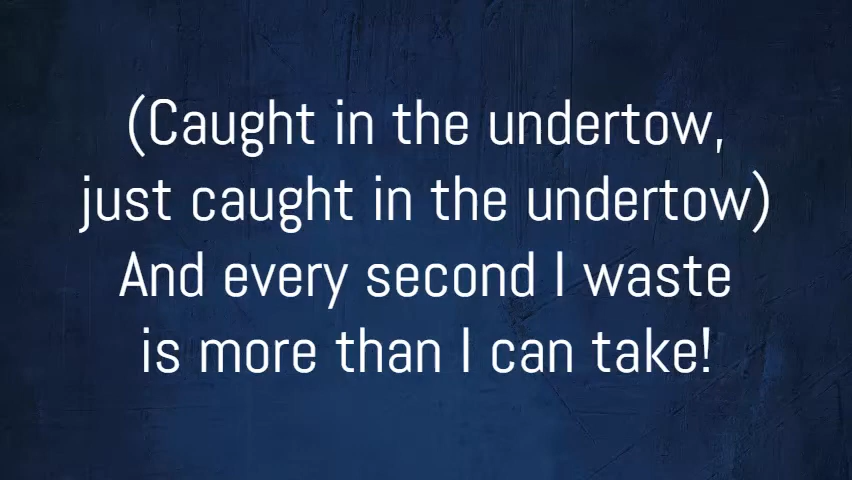 (Caught in the undertow,
just caught in the undertow)
And every second I waste
is more than I can take!